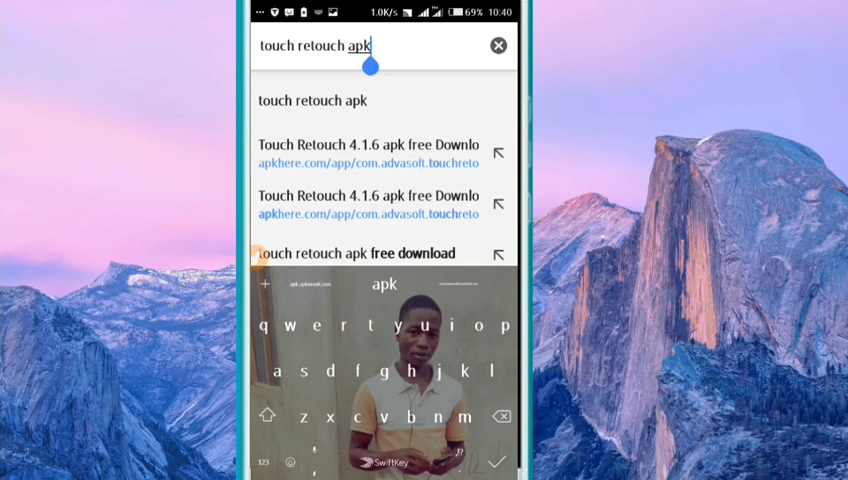 1.0K/s 69% 10:40
touch retouch apk
touch retouch apk
Touch Retouch 4.1.6 apk free Downlo
apkhere.com/app/com.advasoft.touchreto
Touch Retouch 4.1.6 apk free Downlo
apkhere.com/app/com.advasoft.touchreto
touch retouch apk free download
apk
q w e r t y u i o p
a s d f g h j k l
z x c v b n m
,!?
123 , SwiftKey .